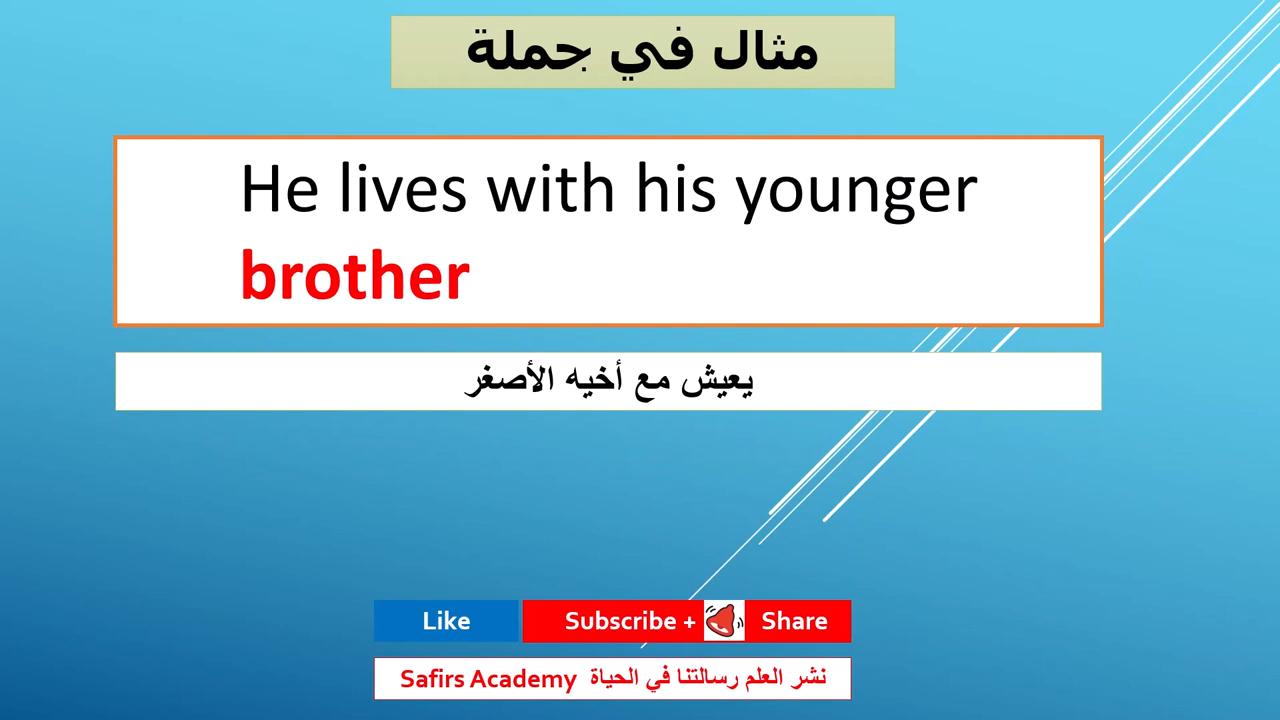 مثال في جملة
He lives with his younger
brother
يعيش مع أخيه الأصغر
Like Subscribe + Share
Safirs Academy نشر العلم رسالتنا في الحياة